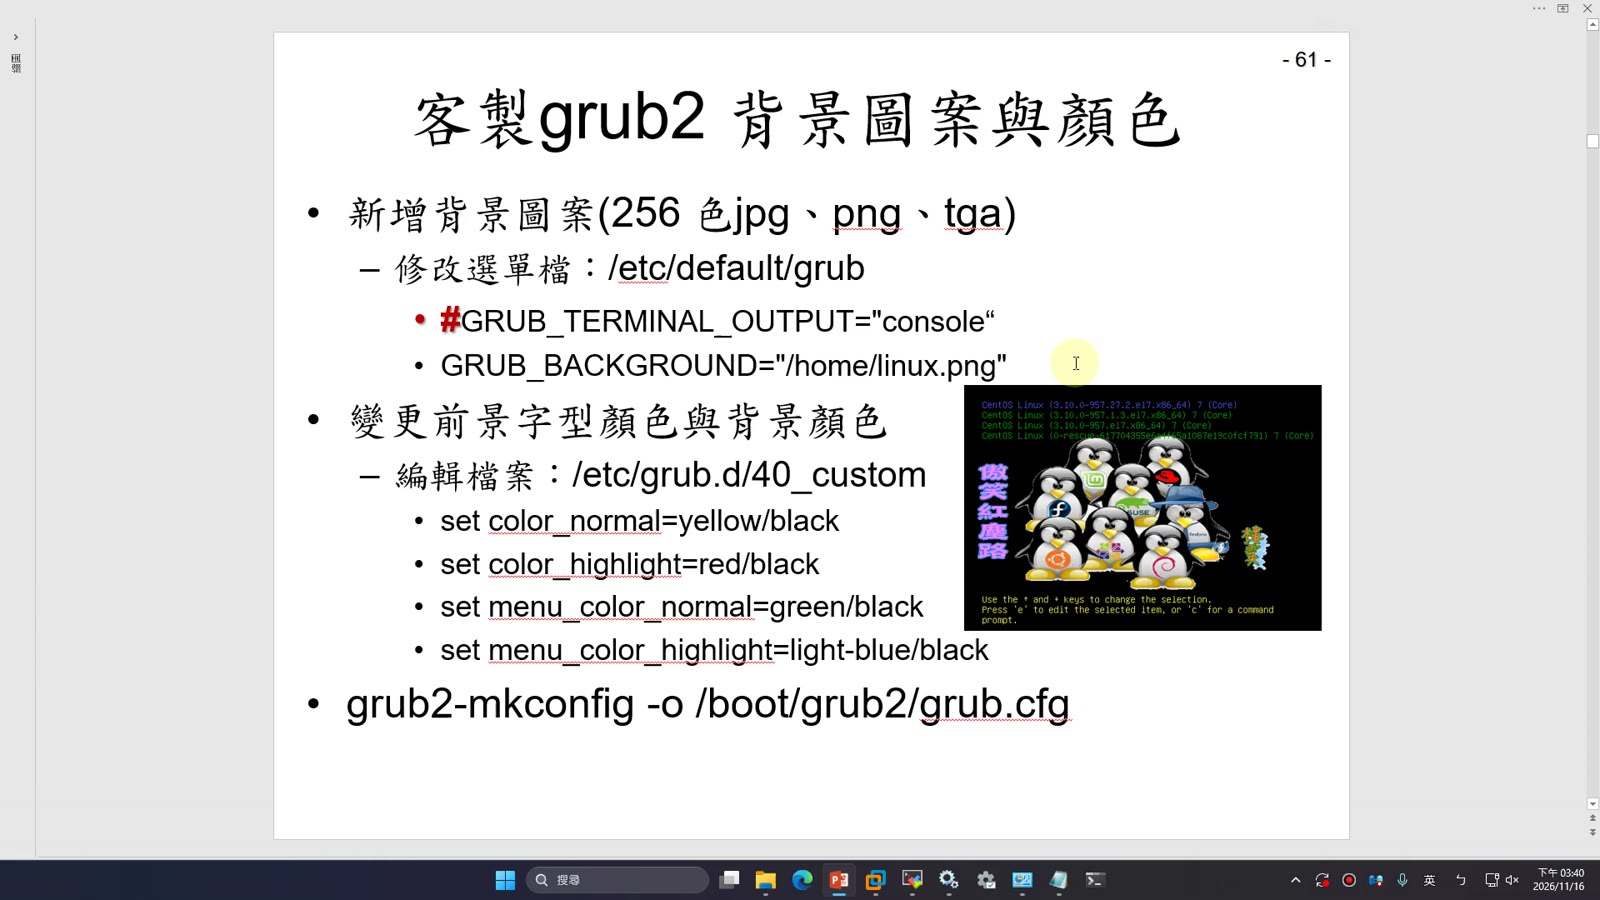 - 61 -
客製grub2 背景圖案與顏色
• 新增背景圖案(256 色jpg、png、tga)
– 修改選單檔：/etc/default/grub
• #GRUB_TERMINAL_OUTPUT="console“
• GRUB_BACKGROUND="/home/linux.png"
• 變更前景字型顏色與背景顏色
– 編輯檔案：/etc/grub.d/40_custom
• set color_normal=yellow/black
• set color_highlight=red/black
• set menu_color_normal=green/black
• set menu_color_highlight=light-blue/black
• grub2-mkconfig -o /boot/grub2/grub.cfg
CentOS Linux (3.10.0-957.27.2.el7.x86_64) 7 (Core)
CentOS Linux (3.10.0-957.1.3.el7.x86_64) 7 (Core)
CentOS Linux (3.10.0-957.el7.x86_64) 7 (Core)
CentOS Linux 7 (Core)
傲笑紅塵路
Use the ↑ and ↓ keys to change the selection.
Press 'e' to edit the selected item, or 'c' for a command
prompt.
搜尋
英
ㄅ
下午 03:40
2026/11/16